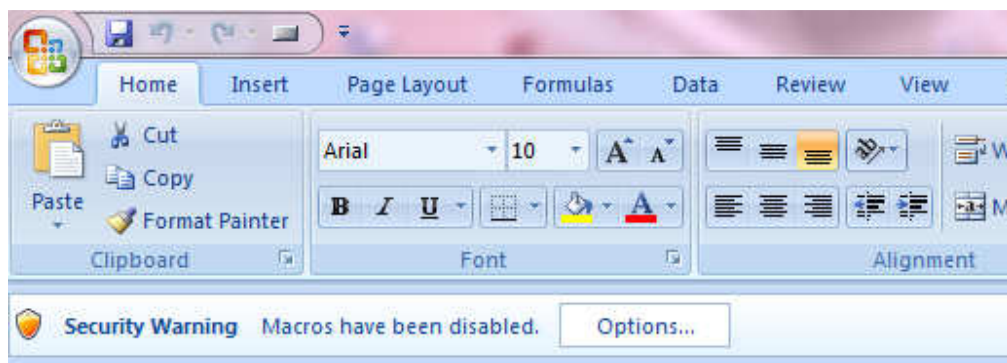 Home Insert Page Layout Formulas Data Review View
Cut
Arial 10 A A W
Copy
Paste
B I U A M
Format Painter
Clipboard Font Alignment
Security Warning Macros have been disabled. Options...